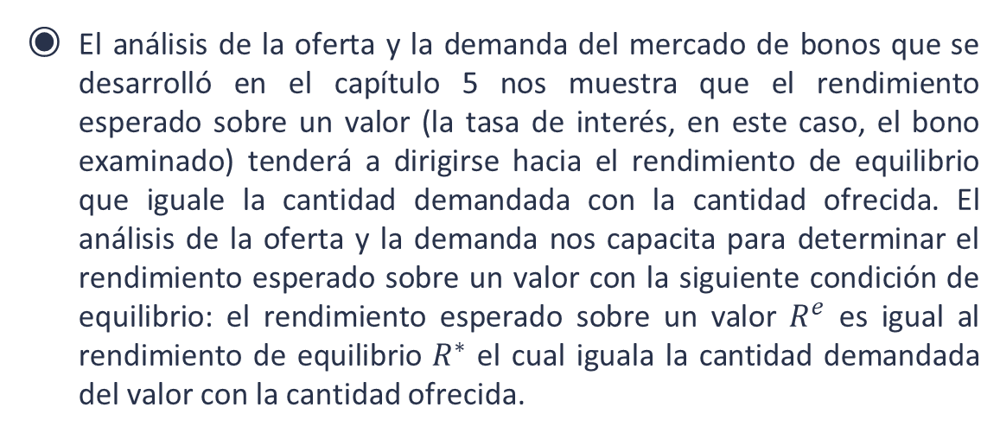 El análisis de la oferta y la demanda del mercado de bonos que se
desarrolló en el capítulo 5 nos muestra que el rendimiento
esperado sobre un valor (la tasa de interés, en este caso, el bono
examinado) tenderá a dirigirse hacia el rendimiento de equilibrio
que iguale la cantidad demandada con la cantidad ofrecida. El
análisis de la oferta y la demanda nos capacita para determinar el
rendimiento esperado sobre un valor con la siguiente condición de
equilibrio: el rendimiento esperado sobre un valor R^e es igual al
rendimiento de equilibrio R* el cual iguala la cantidad demandada
del valor con la cantidad ofrecida.